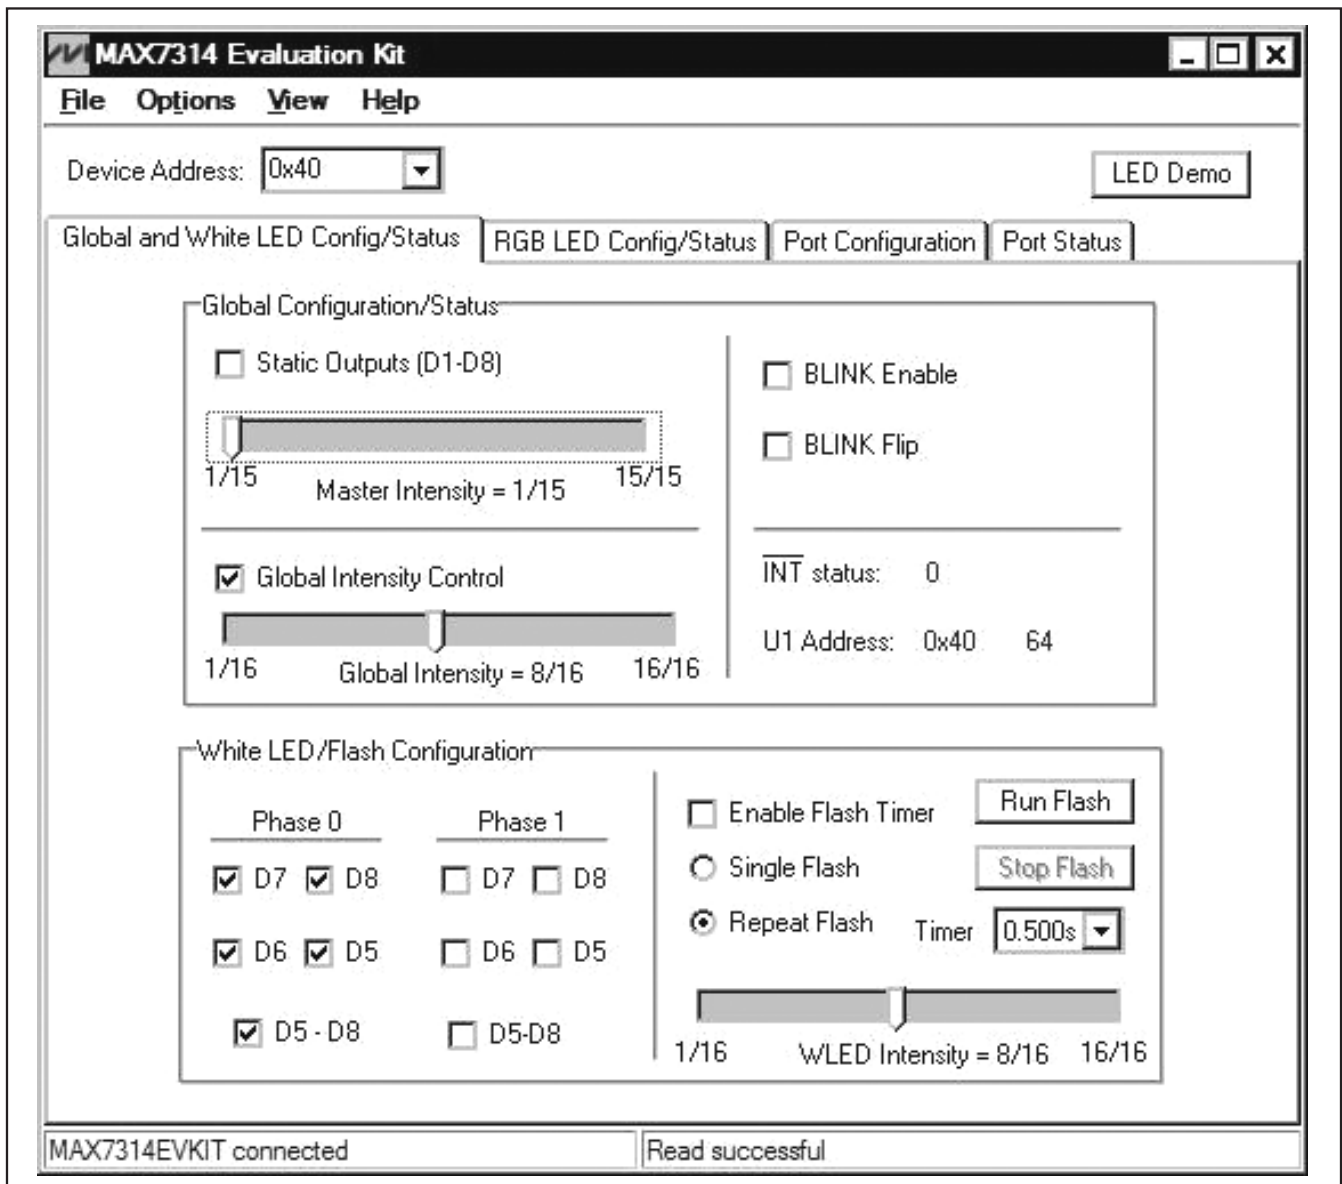 MAX7314 Evaluation Kit
File Options View Help
Device Address: 0x40 LED Demo
Global and White LED Config/Status RGB LED Config/Status Port Configuration Port Status
Global Configuration/Status
Static Outputs (D1-D8)
BLINK Enable
BLINK Flip
1/15 Master Intensity = 1/15 15/15
Global Intensity Control
INT status: 0
U1 Address: 0x40 64
1/16 Global Intensity = 8/16 16/16
White LED/Flash Configuration
Phase 0 Phase 1
D7 D8 D7 D8
D6 D5 D6 D5
D5 - D8 D5-D8
Enable Flash Timer Run Flash
Single Flash Stop Flash
Repeat Flash Timer 0.500s
1/16 WLED Intensity = 8/16 16/16
MAX7314EVKIT connected Read successful